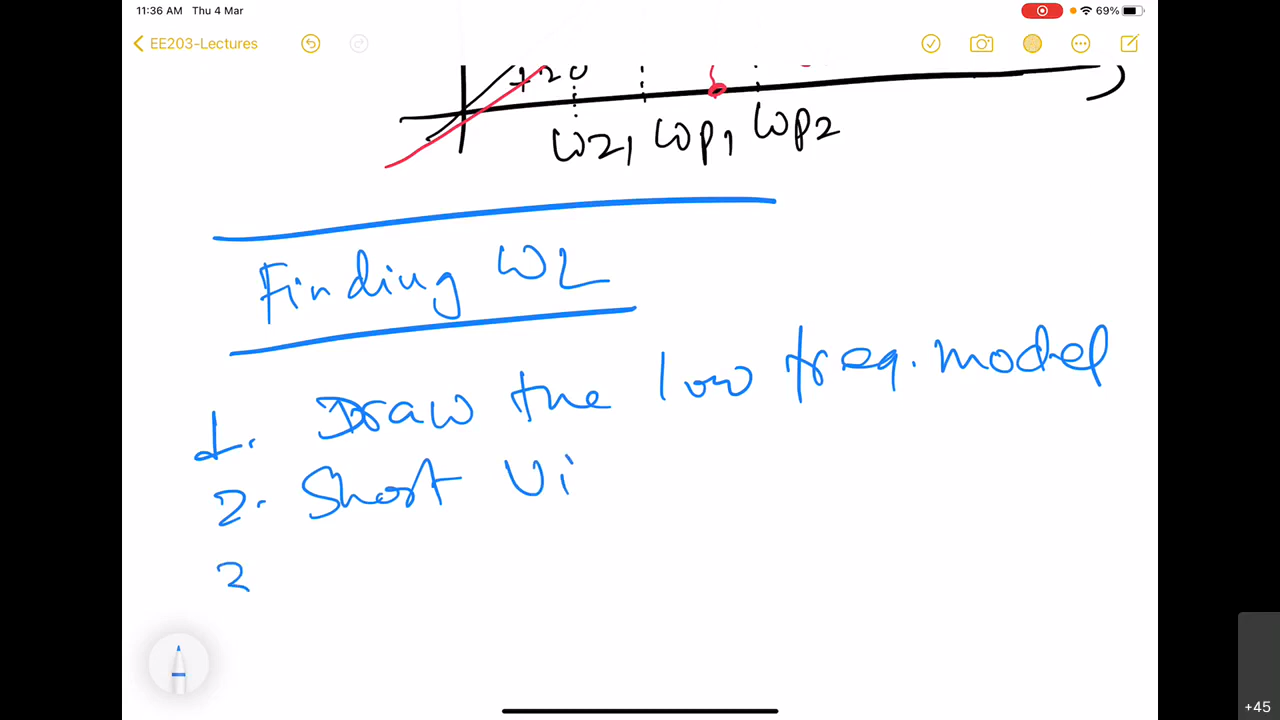 11:36 AM Thu 4 Mar
69%
EE203-Lectures
+20
ωz1 ωp1 ωp2
Finding ωL
1. Draw the low freq. model
2. Short Vi
3
+45